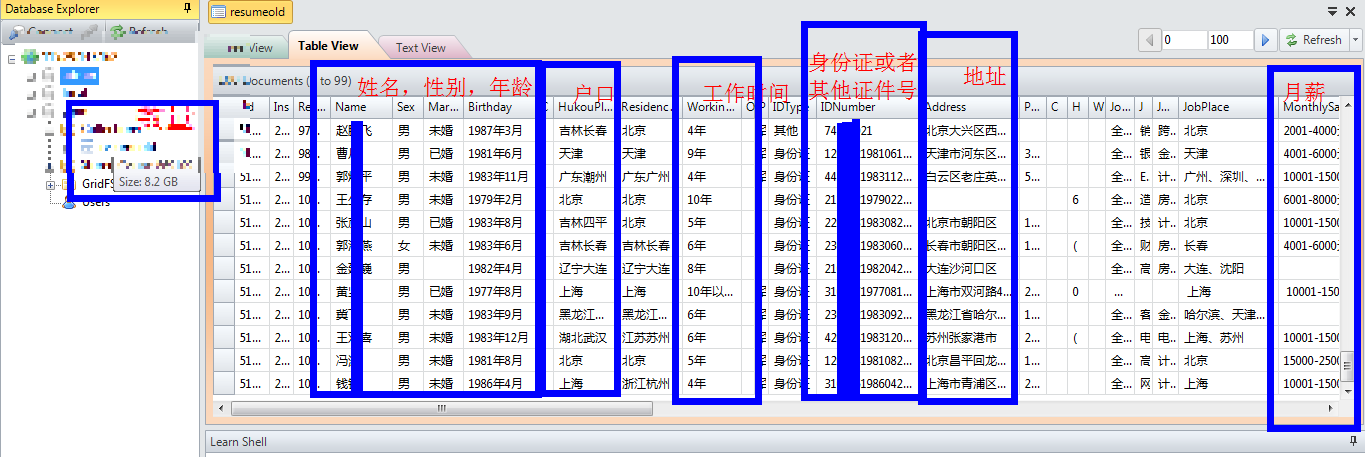 Database Explorer
resumeold
Connect Refresh
View Table View Text View
0 100 Refresh
Documents ( to 99)
姓名，性别，年龄
户口
工作时间
身份证或者
其他证件号
地址
月薪
Id Ins Re... Name Sex Mar... Birthday C HukouPl... Residenc... Workin... IDType IDNumber Address P... C H W Jo... J J... JobPlace MonthlySa
2... 97... 赵 飞 男 未婚 1987年3月 吉林长春 北京 4年 其他 74 21 北京大兴区西... 全... 销 跨.. 北京 2001-4000
2... 98... 曹 男 已婚 1981年6月 天津 天津 9年 身份证 12 1981061... 天津市河东区... 3... 全... 银 金.. 天津 4001-6000
51... 2... 99... 郭 平 男 已婚 1983年11月 广东潮州 广东广州 4年 身份证 44 1983112... 白云区老庄英... 5... 全... E. 计.. 广州、深圳、... 10001-1500
51... 2... 10... 王 存 男 未婚 1979年2月 北京 北京 10年 身份证 21 1979022... 6 全... 造 房.. 北京 6001-8000
51... 2... 10... 张 山 男 已婚 1983年8月 吉林四平 北京 5年 身份证 22 1983082... 北京市朝阳区 1... 全... 技 计.. 北京 10001-1500
51... 2... 10... 郭 燕 女 未婚 1983年6月 吉林长春 吉林长春 6年 身份证 23 1983060... 长春市朝阳区 1... ( 全... 财 房.. 长春 4001-6000
51... 2... 10... 金 巍 男 1982年4月 辽宁大连 辽宁大连 8年 身份证 21 1982042... 大连沙河口区 全... 高 房.. 大连、沈阳
51... 2... 10... 黄 男 已婚 1977年8月 上海 上海 10年以... 身份证 31 1977081... 上海市双河路4... 2... 0 ... 上海 10001-150
51... 2... 10... 冀 男 未婚 1983年9月 黑龙江... 黑龙江... 6年 身份证 23 1983092... 黑龙江省哈尔... 1... 全... 客 金.. 哈尔滨、天津...
51... 2... 10... 王 喜 男 未婚 1983年12月 湖北武汉 江苏苏州 6年 身份证 42 1983120... 苏州张家港市 2... ( 全... 电 电.. 上海、苏州 10001-1500
51... 2... 10... 冯 男 未婚 1981年8月 北京 北京 5年 身份证 1 1981082... 北京昌平回龙... 1... 全... 高 计.. 北京 15000-2500
51... 2... 10... 钱 男 未婚 1986年4月 上海 浙江杭州 4年 身份证 31 1986042... 上海市青浦区... 2... 全... 网 计.. 上海 10001-1500
Size: 8.2 GB
GridFS
Users
Learn Shell